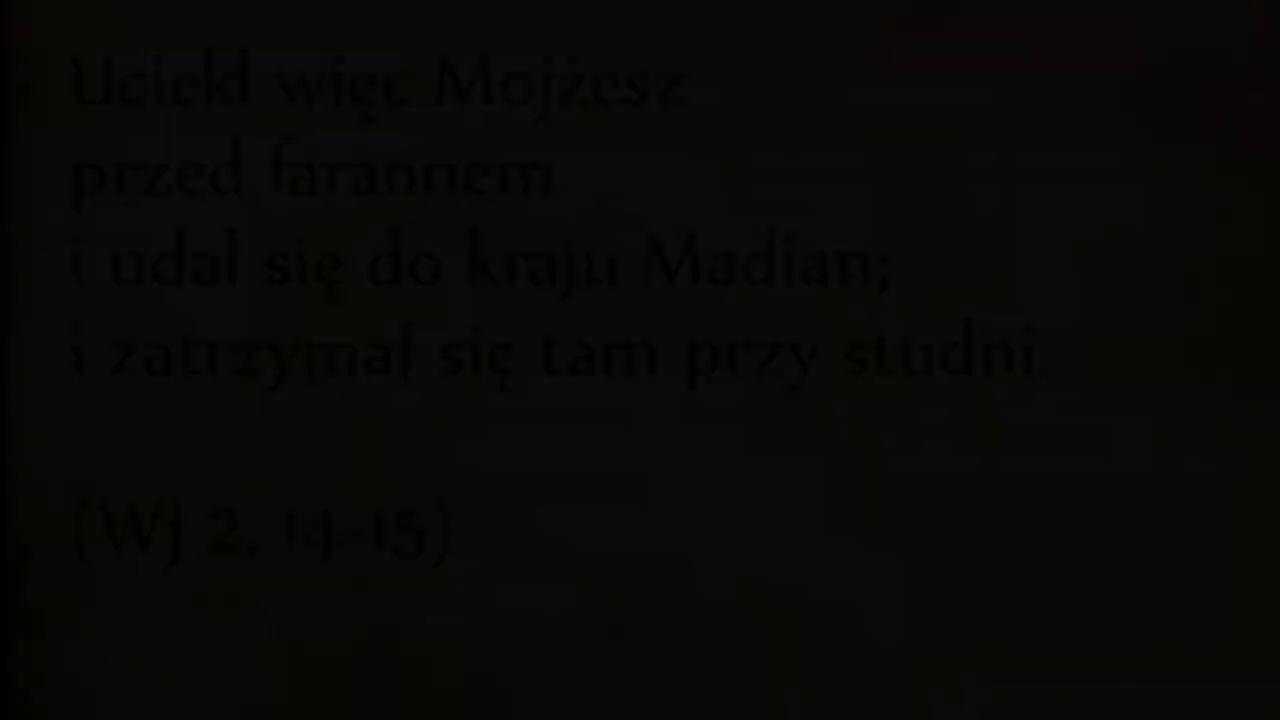 Uciekł więc Mojżesz
przed faraonem
i udał się do kraju Madian;
i zatrzymał się tam przy studni.
(Wj 2, 14-15)